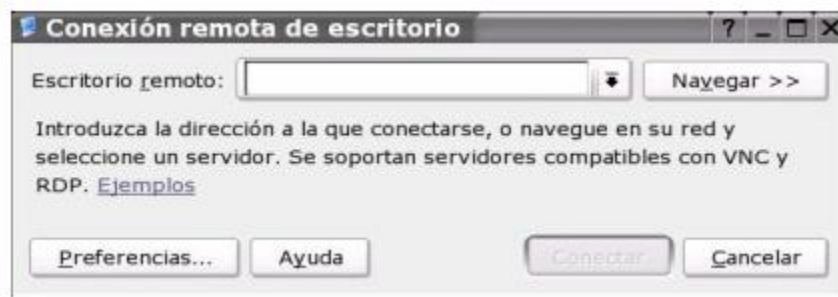 Conexión remota de escritorio
Escritorio remoto: Navegar >>
Introduzca la dirección a la que conectarse, o navegue en su red y
seleccione un servidor. Se soportan servidores compatibles con VNC y
RDP. Ejemplos
Preferencias... Ayuda Conectar Cancelar